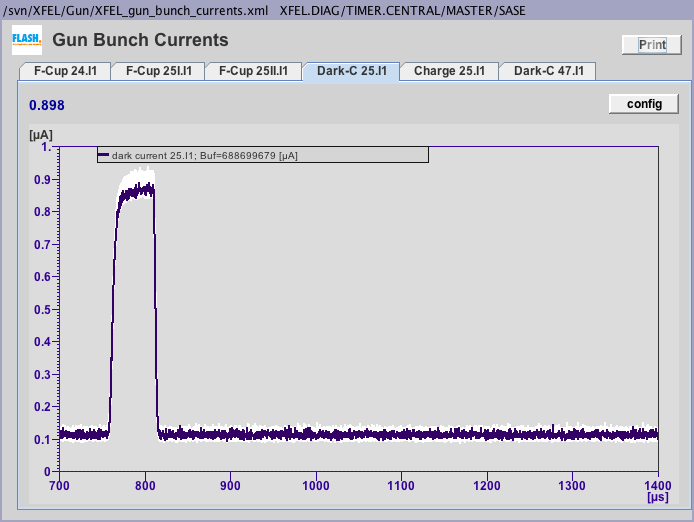 /svn/XFEL/Gun/XFEL_gun_bunch_currents.xml XFEL.DIAG/TIMER.CENTRAL/MASTER/SASE
FLASH. Gun Bunch Currents Print
F-Cup 24.I1 F-Cup 25I.I1 F-Cup 25II.I1 Dark-C 25.I1 Charge 25.I1 Dark-C 47.I1
0.898 config
[µA]
1.
dark current 25.I1; Buf=688699679 [µA]
0.9
0.8
0.7
0.6
0.5
0.4
0.3
0.2
0.1
0
700 800 900 1000 1100 1200 1300 1400
[µs]